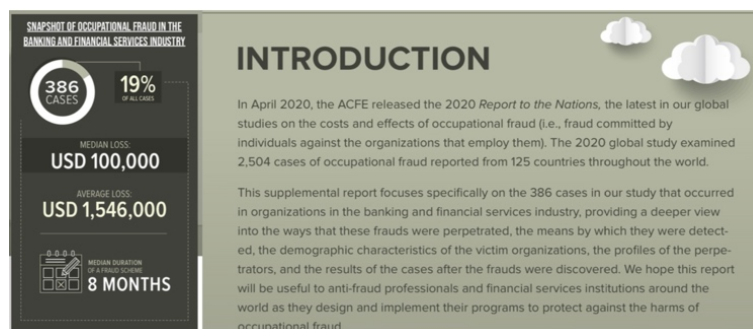 SNAPSHOT OF OCCUPATIONAL FRAUD IN THE
BANKING AND FINANCIAL SERVICES INDUSTRY
386
CASES
19%
OF ALL CASES
MEDIAN LOSS:
USD 100,000
AVERAGE LOSS:
USD 1,546,000
MEDIAN DURATION
OF A FRAUD SCHEME
8 MONTHS
INTRODUCTION
In April 2020, the ACFE released the 2020 Report to the Nations, the latest in our global
studies on the costs and effects of occupational fraud (i.e., fraud committed by
individuals against the organizations that employ them). The 2020 global study examined
2,504 cases of occupational fraud reported from 125 countries throughout the world.
This supplemental report focuses specifically on the 386 cases in our study that occurred
in organizations in the banking and financial services industry, providing a deeper view
into the ways that these frauds were perpetrated, the means by which they were detect-
ed, the demographic characteristics of the victim organizations, the profiles of the perpe-
trators, and the results of the cases after the frauds were discovered. We hope this report
will be useful to anti-fraud professionals and financial services institutions around the
world as they design and implement their programs to protect against the harms of
occupational fraud.